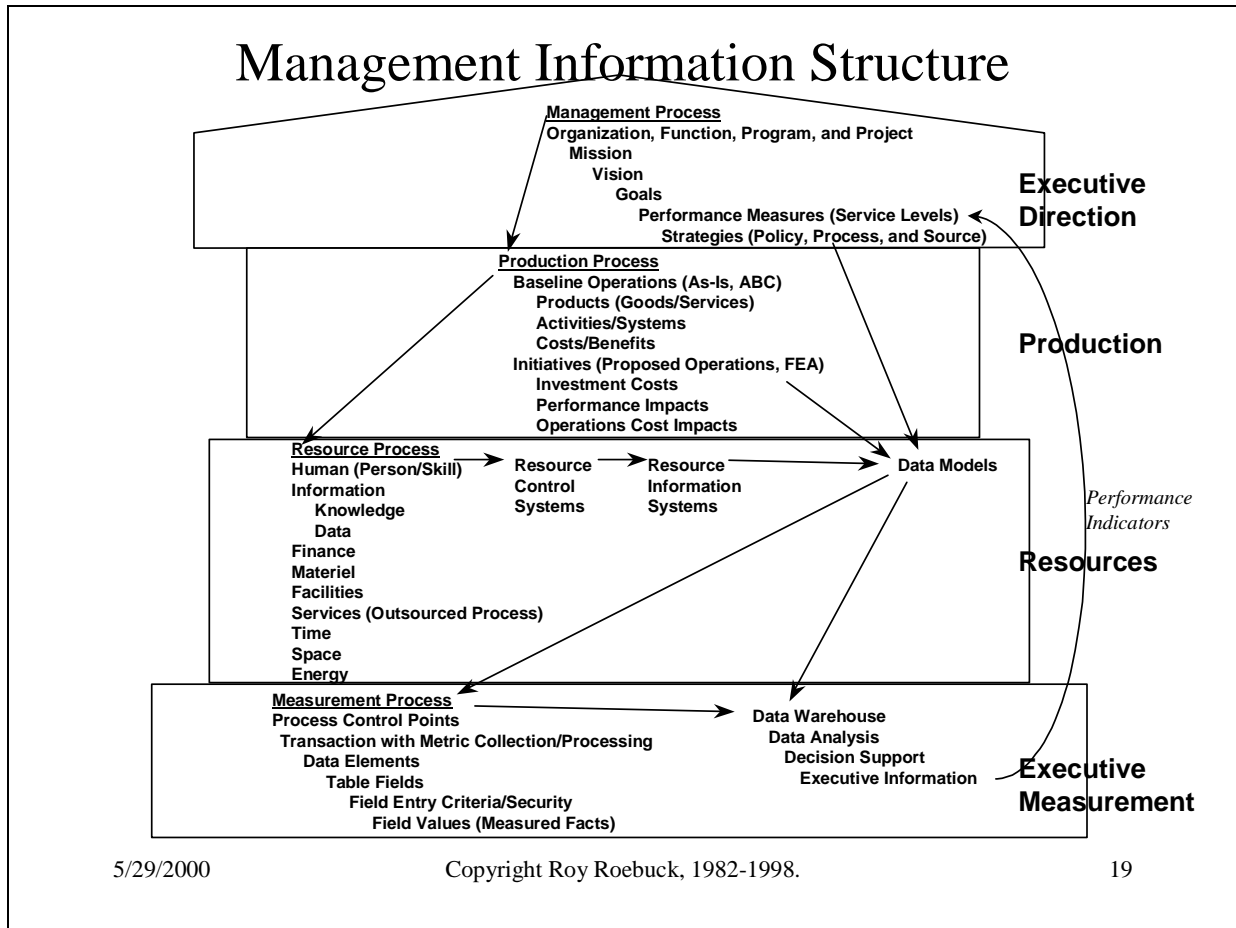 Management Information Structure
Management Process
Organization, Function, Program, and Project
Mission
Vision
Goals
Performance Measures (Service Levels)
Strategies (Policy, Process, and Source)
Executive
Direction
Production Process
Baseline Operations (As-Is, ABC)
Products (Goods/Services)
Activities/Systems
Costs/Benefits
Initiatives (Proposed Operations, FEA)
Investment Costs
Performance Impacts
Operations Cost Impacts
Production
Resource Process
Human (Person/Skill)
Information
Knowledge
Data
Finance
Materiel
Facilities
Services (Outsourced Process)
Time
Space
Energy
Resource
Control
Systems
Resource
Information
Systems
Data Models
Performance
Indicators
Resources
Measurement Process
Process Control Points
Transaction with Metric Collection/Processing
Data Elements
Table Fields
Field Entry Criteria/Security
Field Values (Measured Facts)
Data Warehouse
Data Analysis
Decision Support
Executive Information
Executive
Measurement
5/29/2000
Copyright Roy Roebuck, 1982-1998.
19